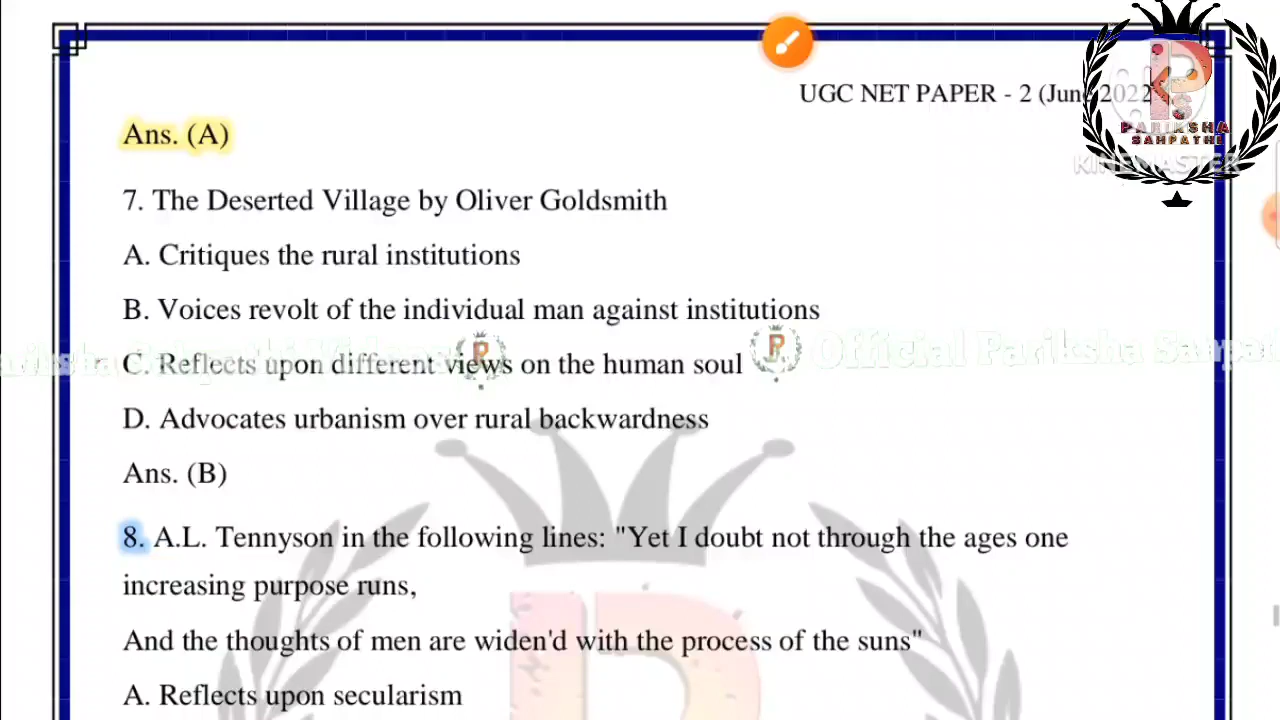 UGC NET PAPER - 2 (June 2022)
PARIKSHA
SAHPATHI
KINEMASTER
Ans. (A)
7. The Deserted Village by Oliver Goldsmith
A. Critiques the rural institutions
B. Voices revolt of the individual man against institutions
Official Pariksha Sahpathi
C. Reflects upon different views on the human soul
D. Advocates urbanism over rural backwardness
Ans. (B)
8. A.L. Tennyson in the following lines: "Yet I doubt not through the ages one
increasing purpose runs,
And the thoughts of men are widen'd with the process of the suns"
A. Reflects upon secularism